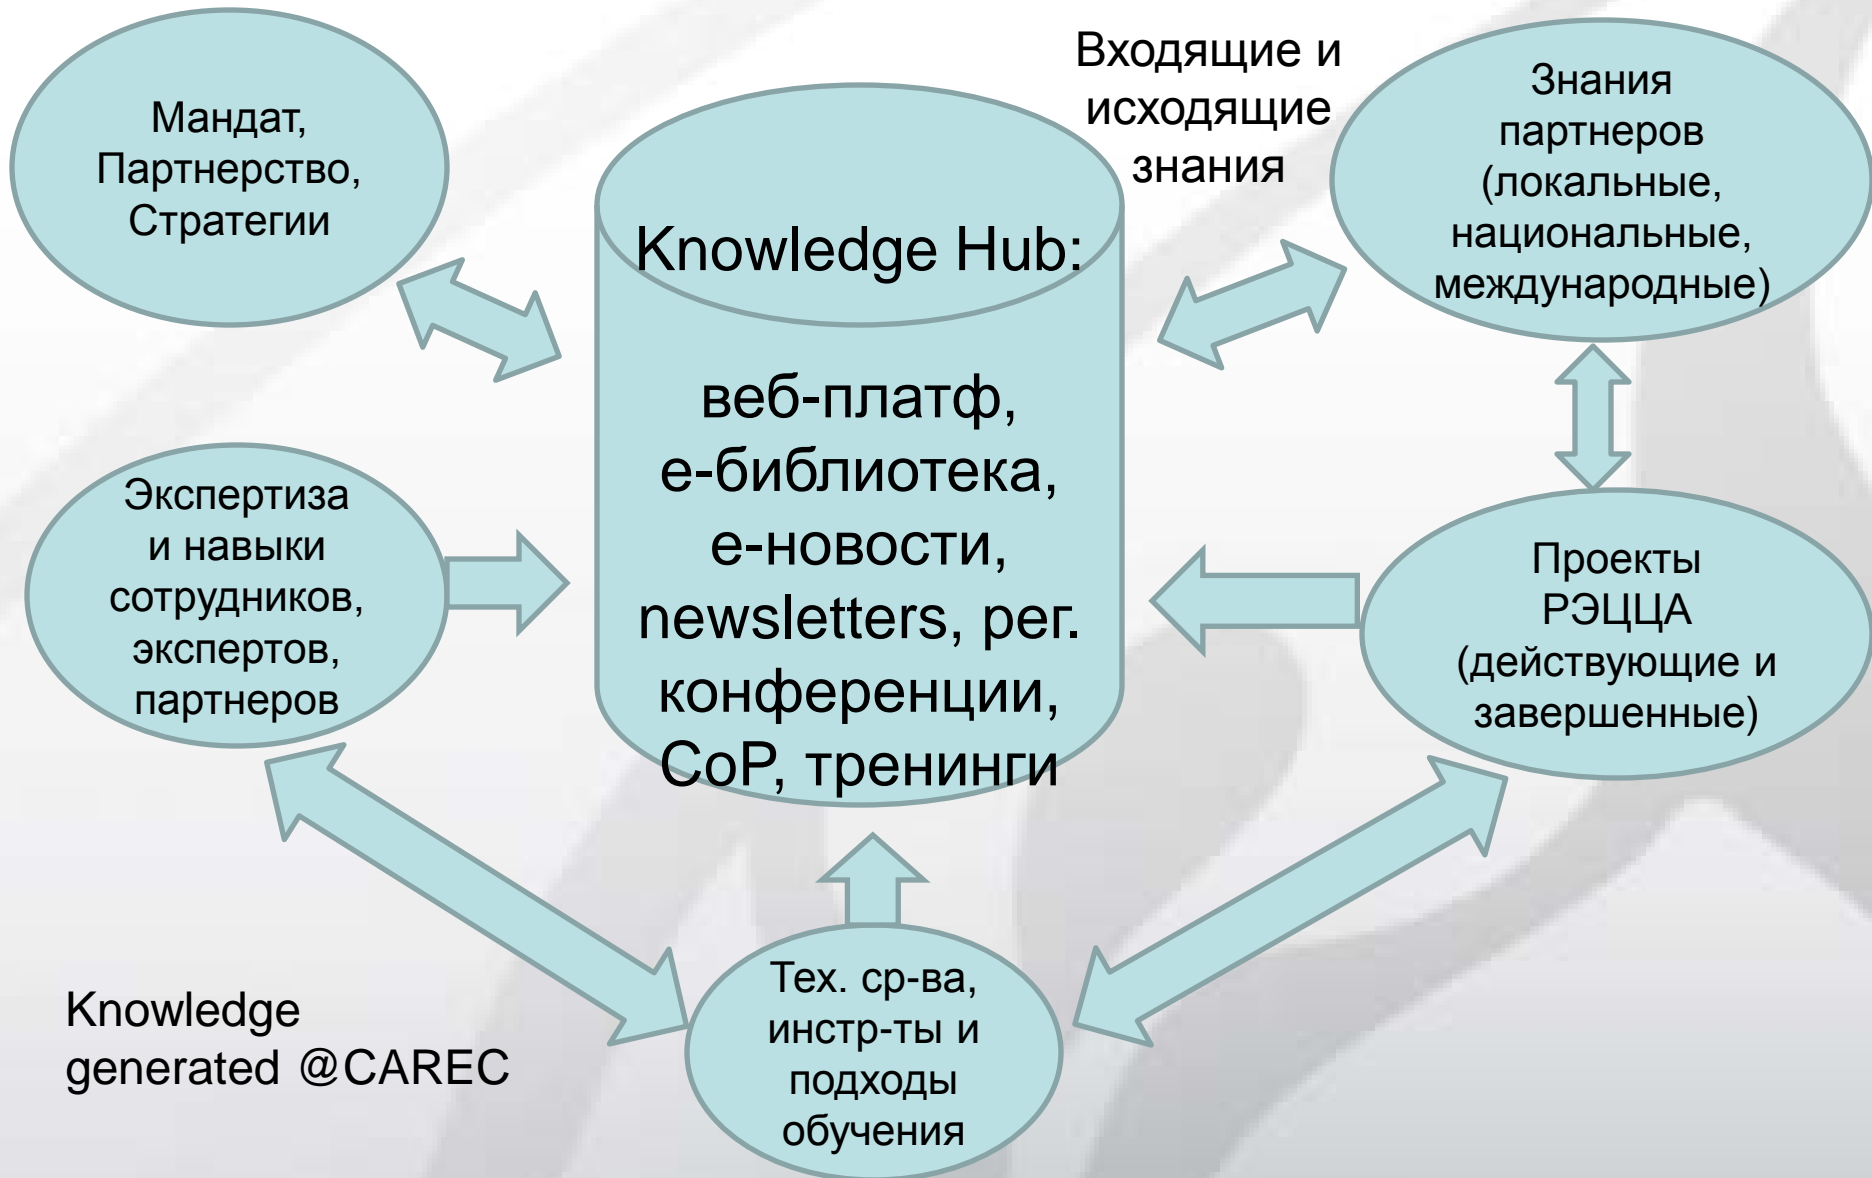 Мандат,
Партнерство,
Стратегии
Входящие и
исходящие
знания
Знания
партнеров
(локальные,
национальные,
международные)
Knowledge Hub:
веб-платф,
е-библиотека,
е-новости,
newsletters, рег.
конференции,
CoP, тренинги
Экспертиза
и навыки
сотрудников,
экспертов,
партнеров
Проекты
РЭЦЦА
(действующие и
завершенные)
Тех. ср-ва,
инстр-ты и
подходы
обучения
Knowledge
generated @CAREC